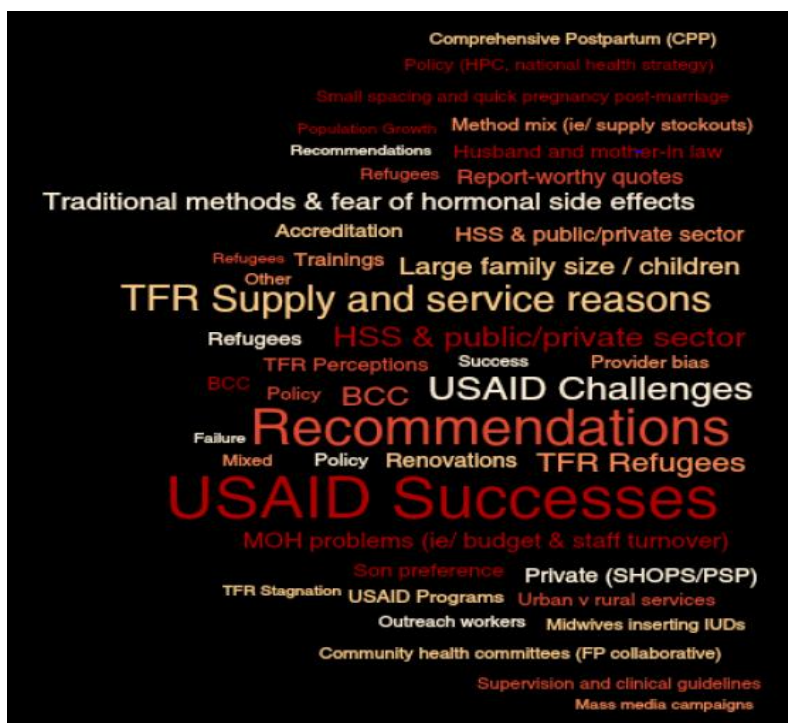 Comprehensive Postpartum (CPP)
Policy (HPC, national health strategy)
Small spacing and quick pregnancy post-marriage
Population Growth Method mix (ie/ supply stockouts)
Recommendations Husband and mother-in law
Refugees Report-worthy quotes
Traditional methods & fear of hormonal side effects
Accreditation HSS & public/private sector
Refugees Trainings Large family size / children
Other
TFR Supply and service reasons
Refugees HSS & public/private sector
TFR Perceptions Success Provider bias
BCC Policy BCC USAID Challenges
Failure Recommendations
Mixed Policy Renovations TFR Refugees
USAID Successes
MOH problems (ie/ budget & staff turnover)
Son preference Private (SHOPS/PSP)
TFR Stagnation USAID Programs Urban v rural services
Outreach workers Midwives inserting IUDs
Community health committees (FP collaborative)
Supervision and clinical guidelines
Mass media campaigns